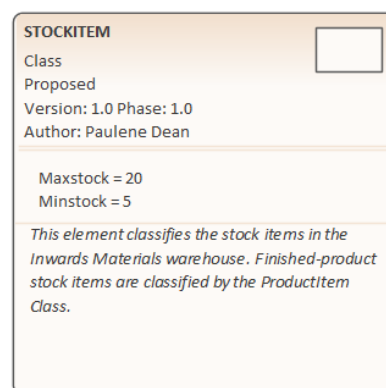 STOCKITEM
Class
Proposed
Version: 1.0 Phase: 1.0
Author: Paulene Dean
Maxstock = 20
Minstock = 5
This element classifies the stock items in the
Inwards Materials warehouse. Finished-product
stock items are classified by the ProductItem
Class.